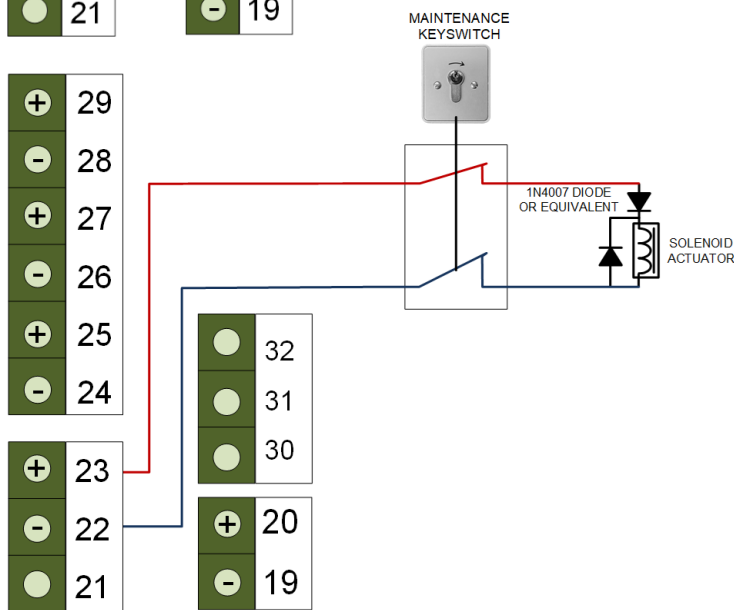 21
19
MAINTENANCE
KEYSWITCH
+ 29
- 28
+ 27
- 26
+ 25
- 24
1N4007 DIODE
OR EQUIVALENT
SOLENOID
ACTUATOR
32
31
30
+ 23
- 22
21
+ 20
- 19